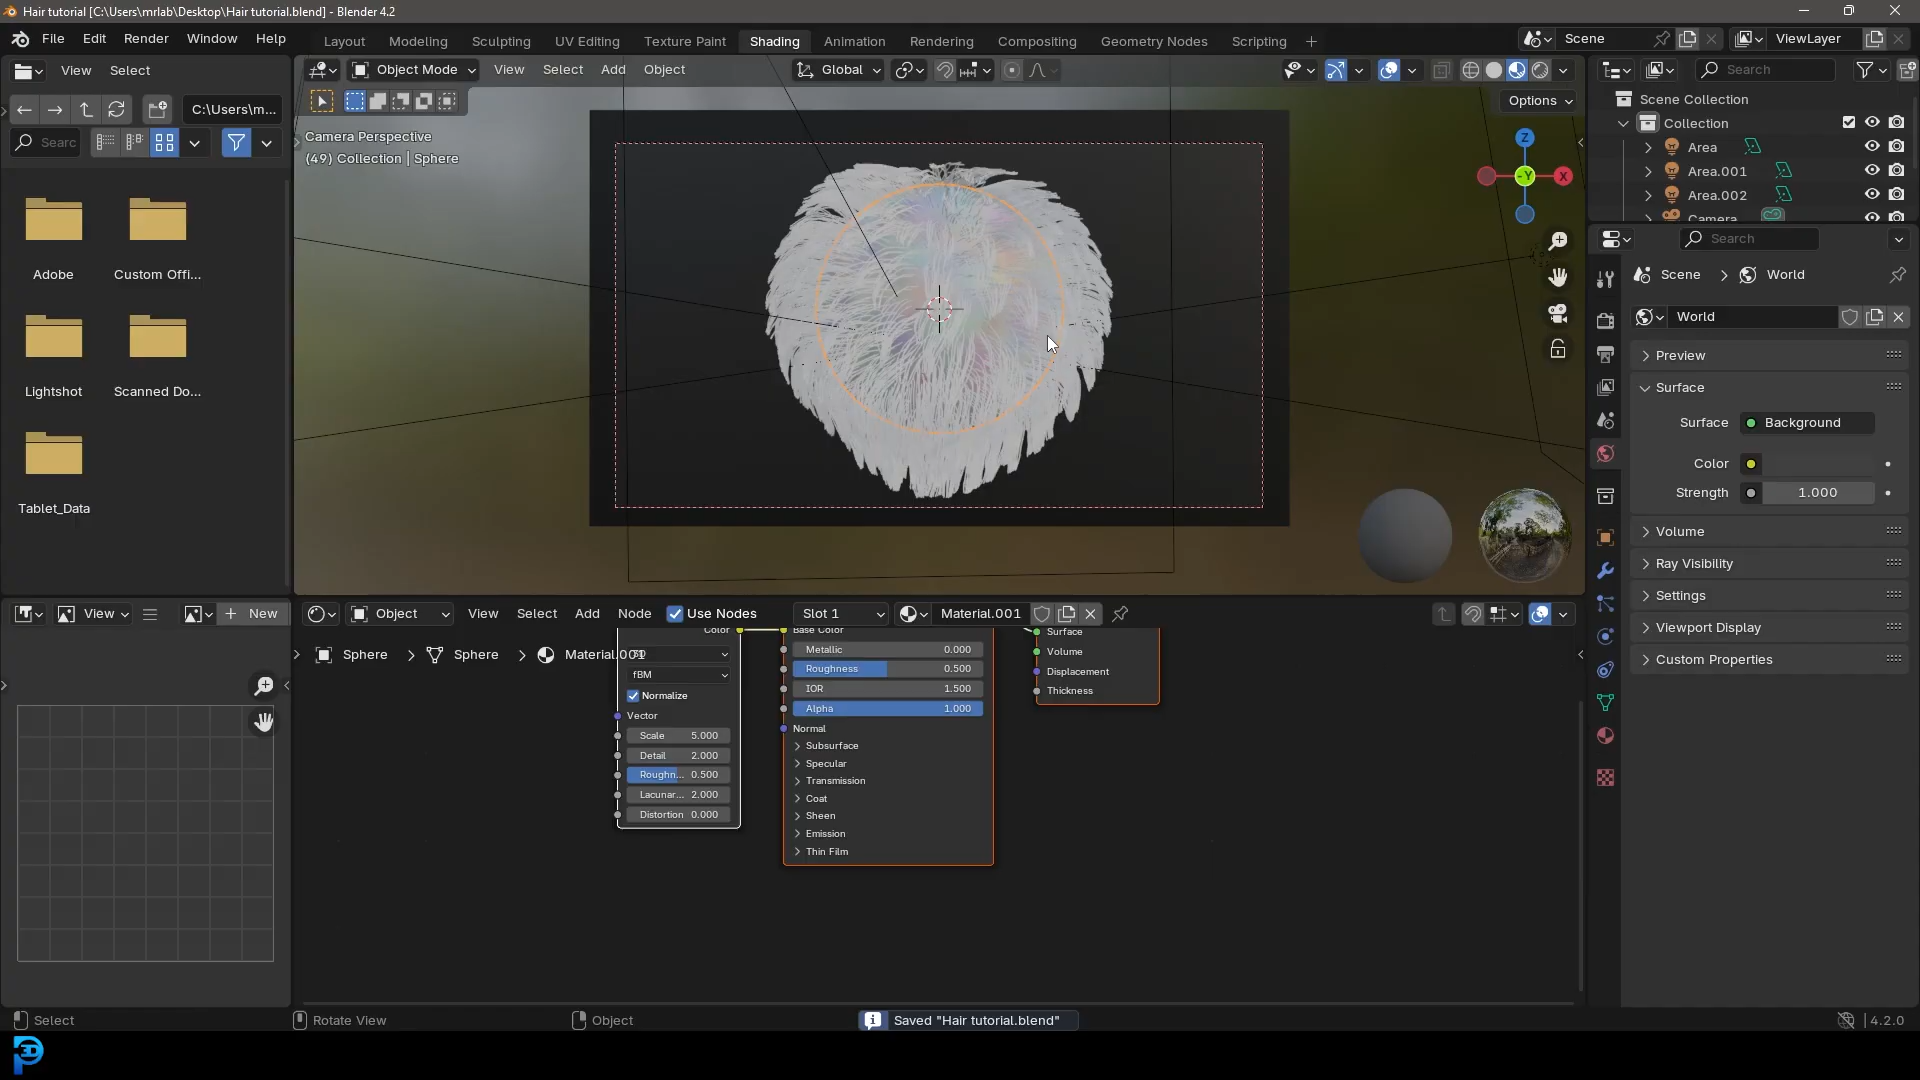 Hair tutorial [C:\Users\mrlab\Desktop\Hair tutorial.blend] - Blender 4.2
File Edit Render Window Help
Layout Modeling Sculpting UV Editing Texture Paint Shading Animation Rendering Compositing Geometry Nodes Scripting +
Scene
ViewLayer
View Select
Object Mode View Select Add Object
Global
Search
C:\Users\m...
Searc
Options
Camera Perspective
(49) Collection | Sphere
Z
-Y
X
Adobe
Custom Offi...
Lightshot
Scanned Do...
Tablet_Data
Scene Collection
Collection
Area
Area.001
Area.002
Camera
Search
Scene > World
World
Preview
Surface
Surface Background
Color
Strength 1.000
Volume
Ray Visibility
Settings
Viewport Display
Custom Properties
View
+ New
Object View Select Add Node Use Nodes Slot 1 Material.001
Sphere > Sphere > Material.001
Color
fBM
Normalize
Vector
Scale 5.000
Detail 2.000
Roughn... 0.500
Lacunar... 2.000
Distortion 0.000
Base Color
Metallic 0.000
Roughness 0.500
IOR 1.500
Alpha 1.000
Normal
Subsurface
Specular
Transmission
Coat
Sheen
Emission
Thin Film
Surface
Volume
Displacement
Thickness
Select
Rotate View
Object
Saved "Hair tutorial.blend"
4.2.0